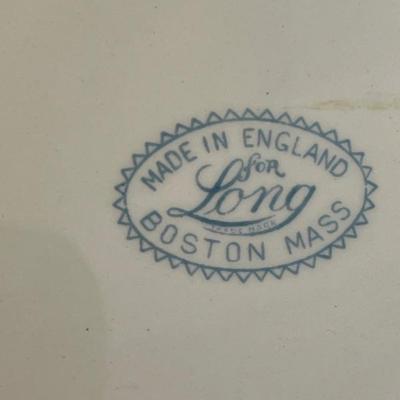 MADE IN ENGLAND
FOR
Long
TRADE MARK
BOSTON MASS